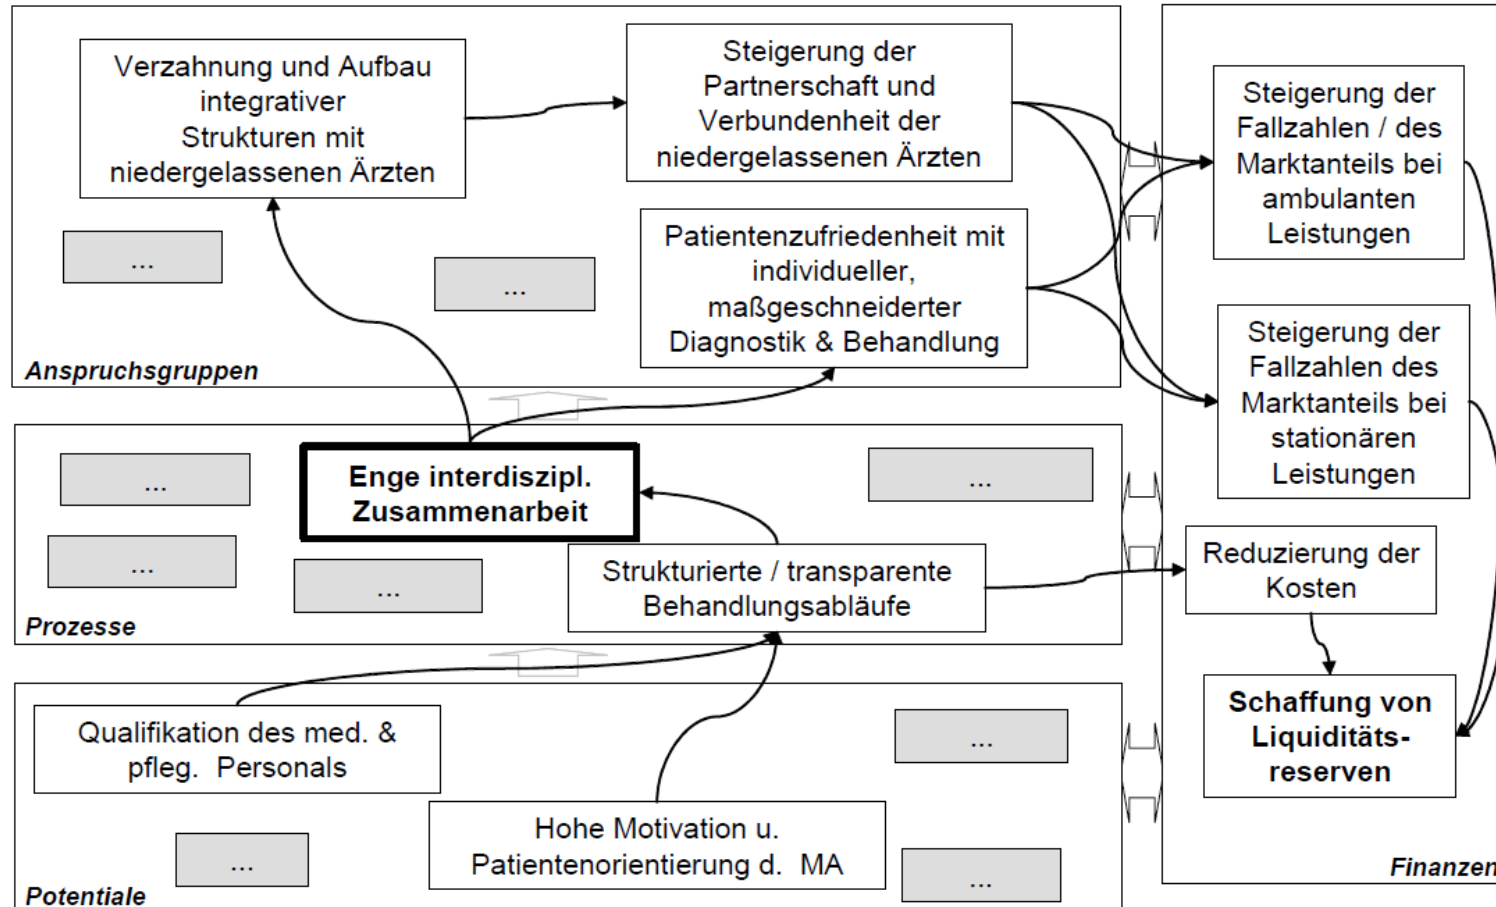 Verzahnung und Aufbau
integrativer
Strukturen mit
niedergelassenen Ärzten
Steigerung der
Partnerschaft und
Verbundenheit der
niedergelassenen Ärzten
...
...
Patientenzufriedenheit mit
individueller,
maßgeschneiderter
Diagnostik & Behandlung
Anspruchsgruppen
...
Enge interdiszipl.
Zusammenarbeit
...
...
...
Strukturierte / transparente
Behandlungsabläufe
Prozesse
Qualifikation des med. &
pfleg. Personals
...
...
Hohe Motivation u.
Patientenorientierung d. MA
...
Potentiale
Steigerung der
Fallzahlen / des
Marktanteils bei
ambulanten
Leistungen
Steigerung der
Fallzahlen des
Marktanteils bei
stationären
Leistungen
Reduzierung der
Kosten
Schaffung von
Liquiditäts-
reserven
Finanzen